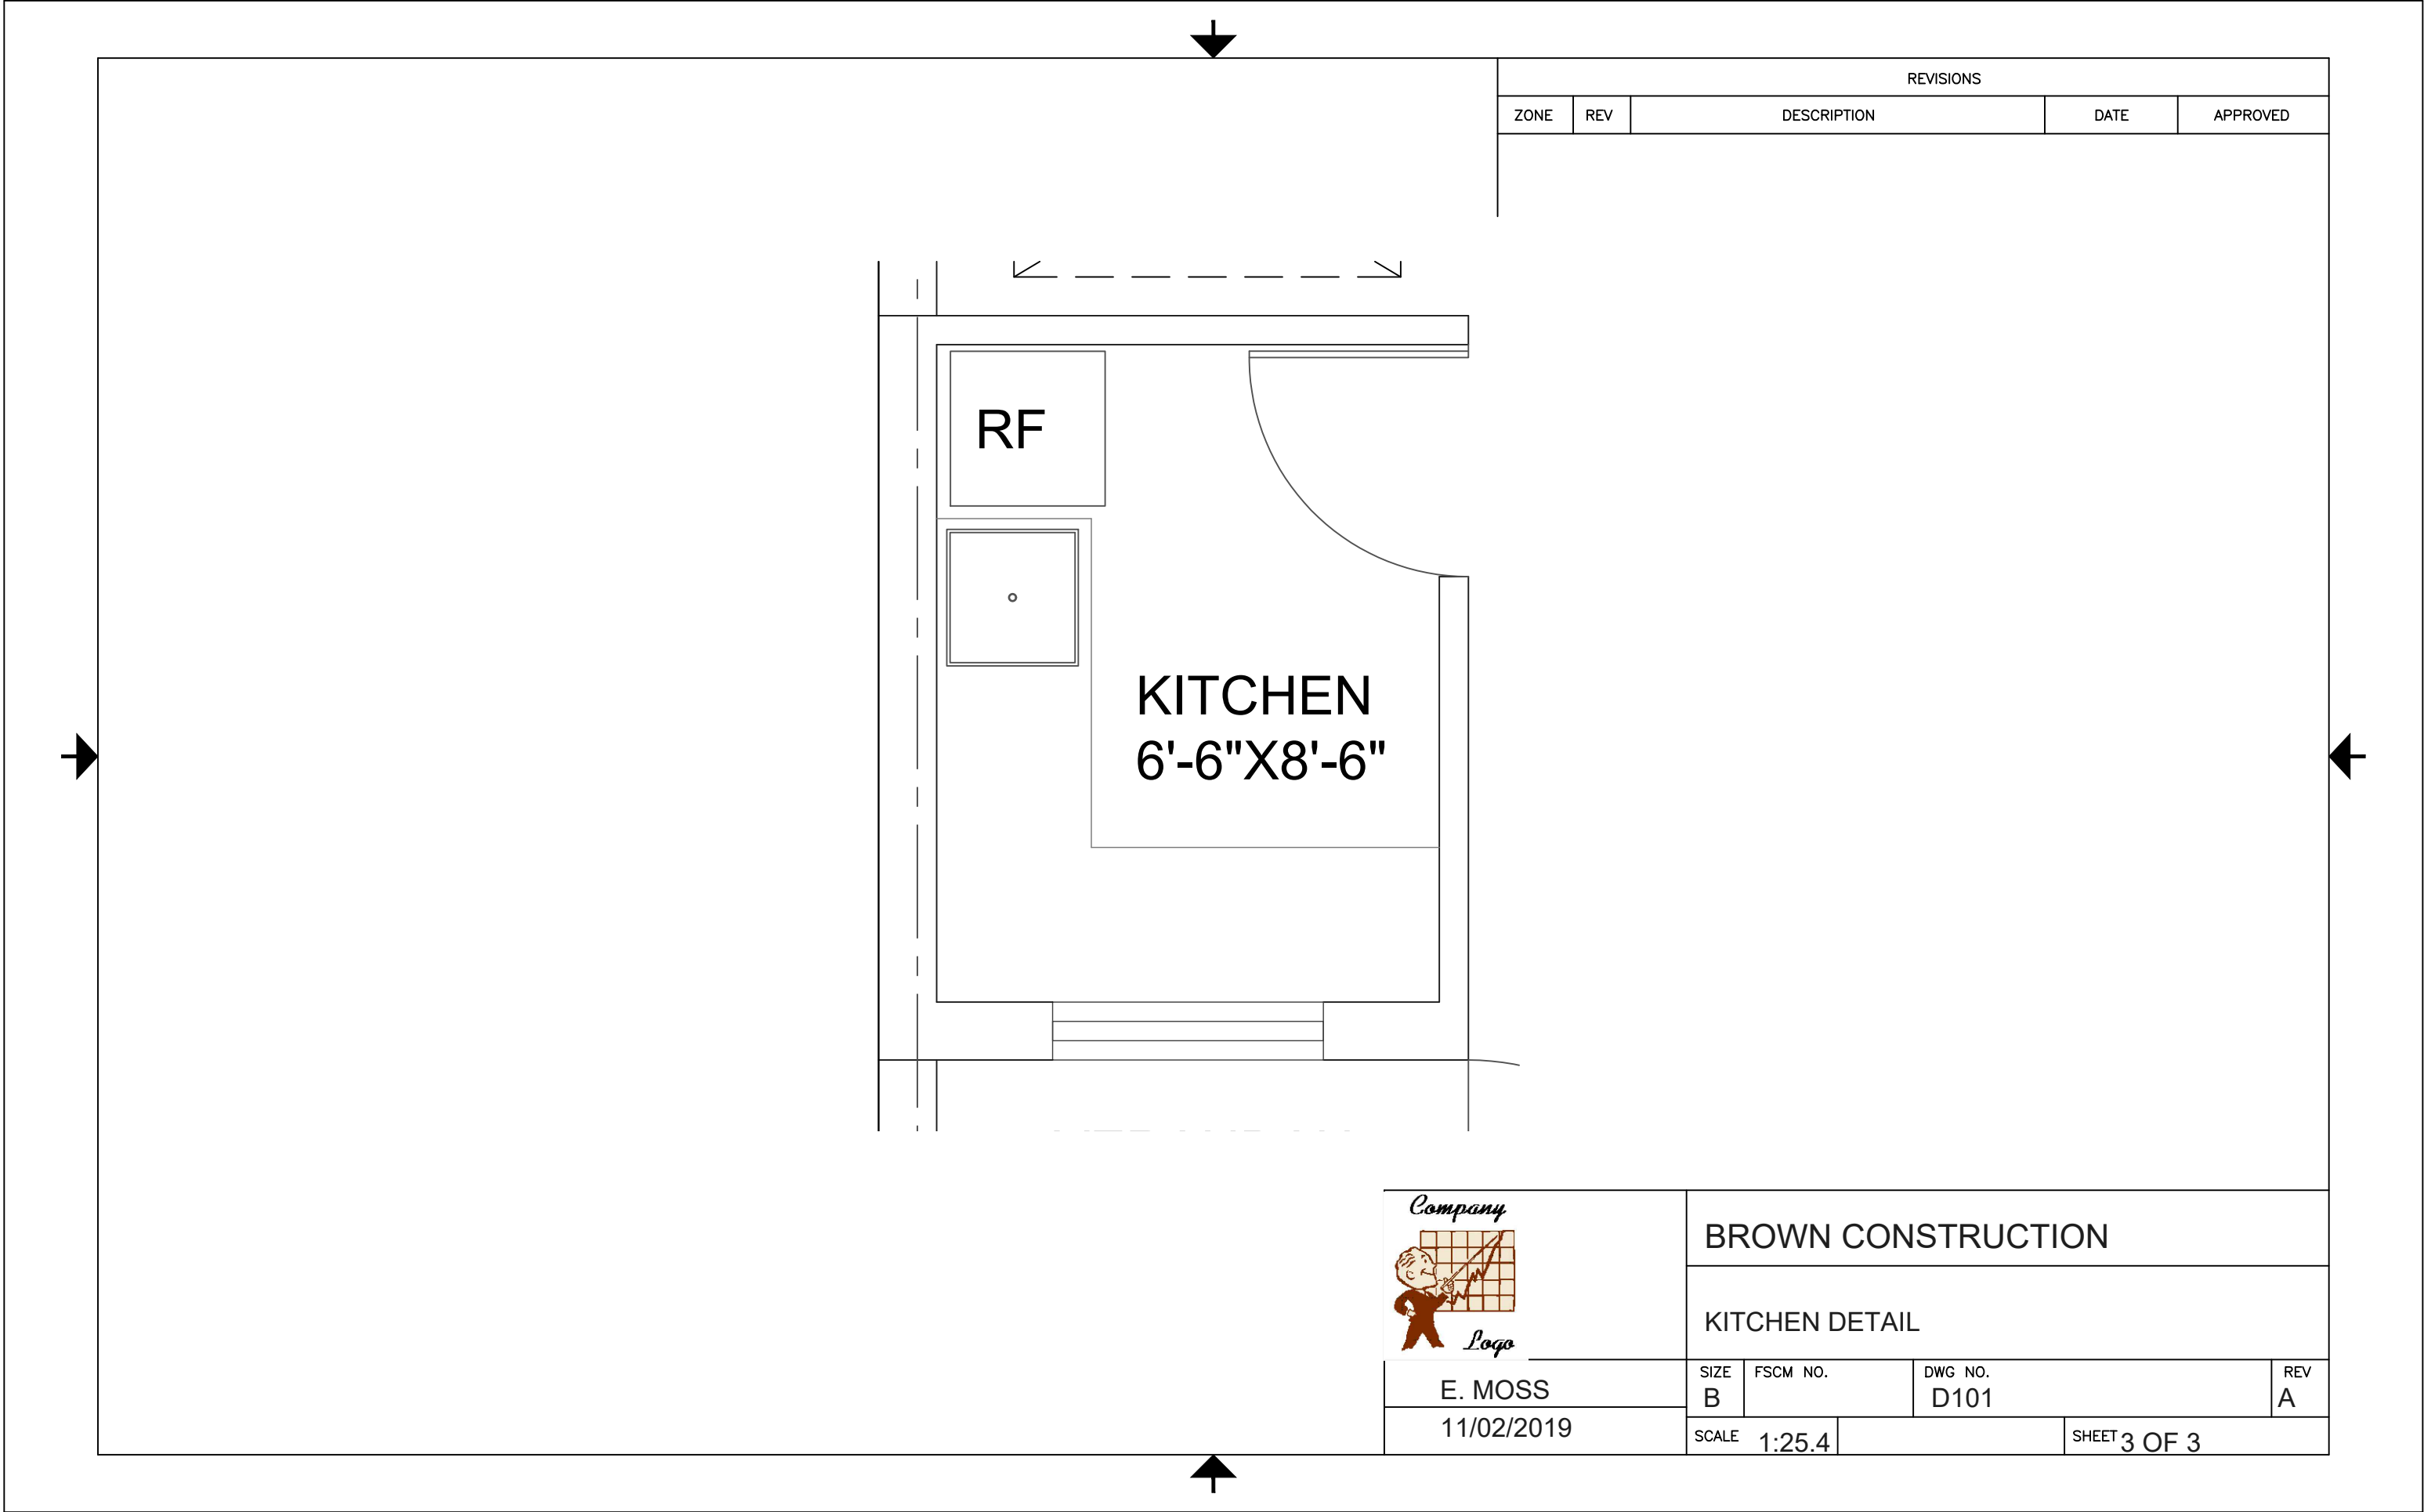 REVISIONS
ZONE REV DESCRIPTION DATE APPROVED
RF
KITCHEN
6'-6"X8'-6"
Company
Logo
BROWN CONSTRUCTION
KITCHEN DETAIL
E. MOSS
11/02/2019
SIZE FSCM NO. DWG NO. REV
B D101 A
SCALE 1:25.4 SHEET 3 OF 3